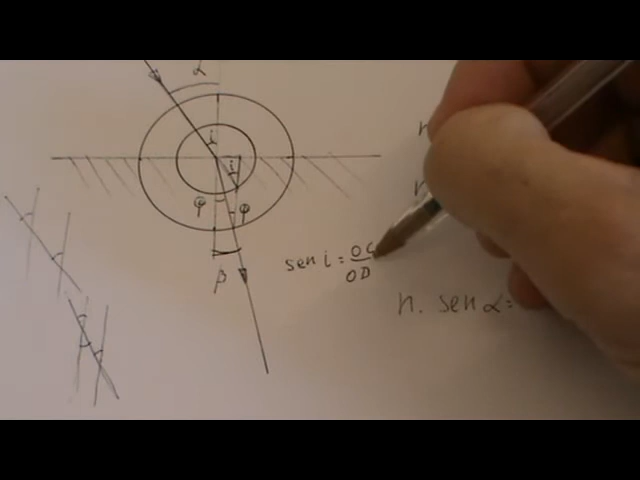 α
i
i
φ
φ
β
sen i = OC
OD
n. sen α =